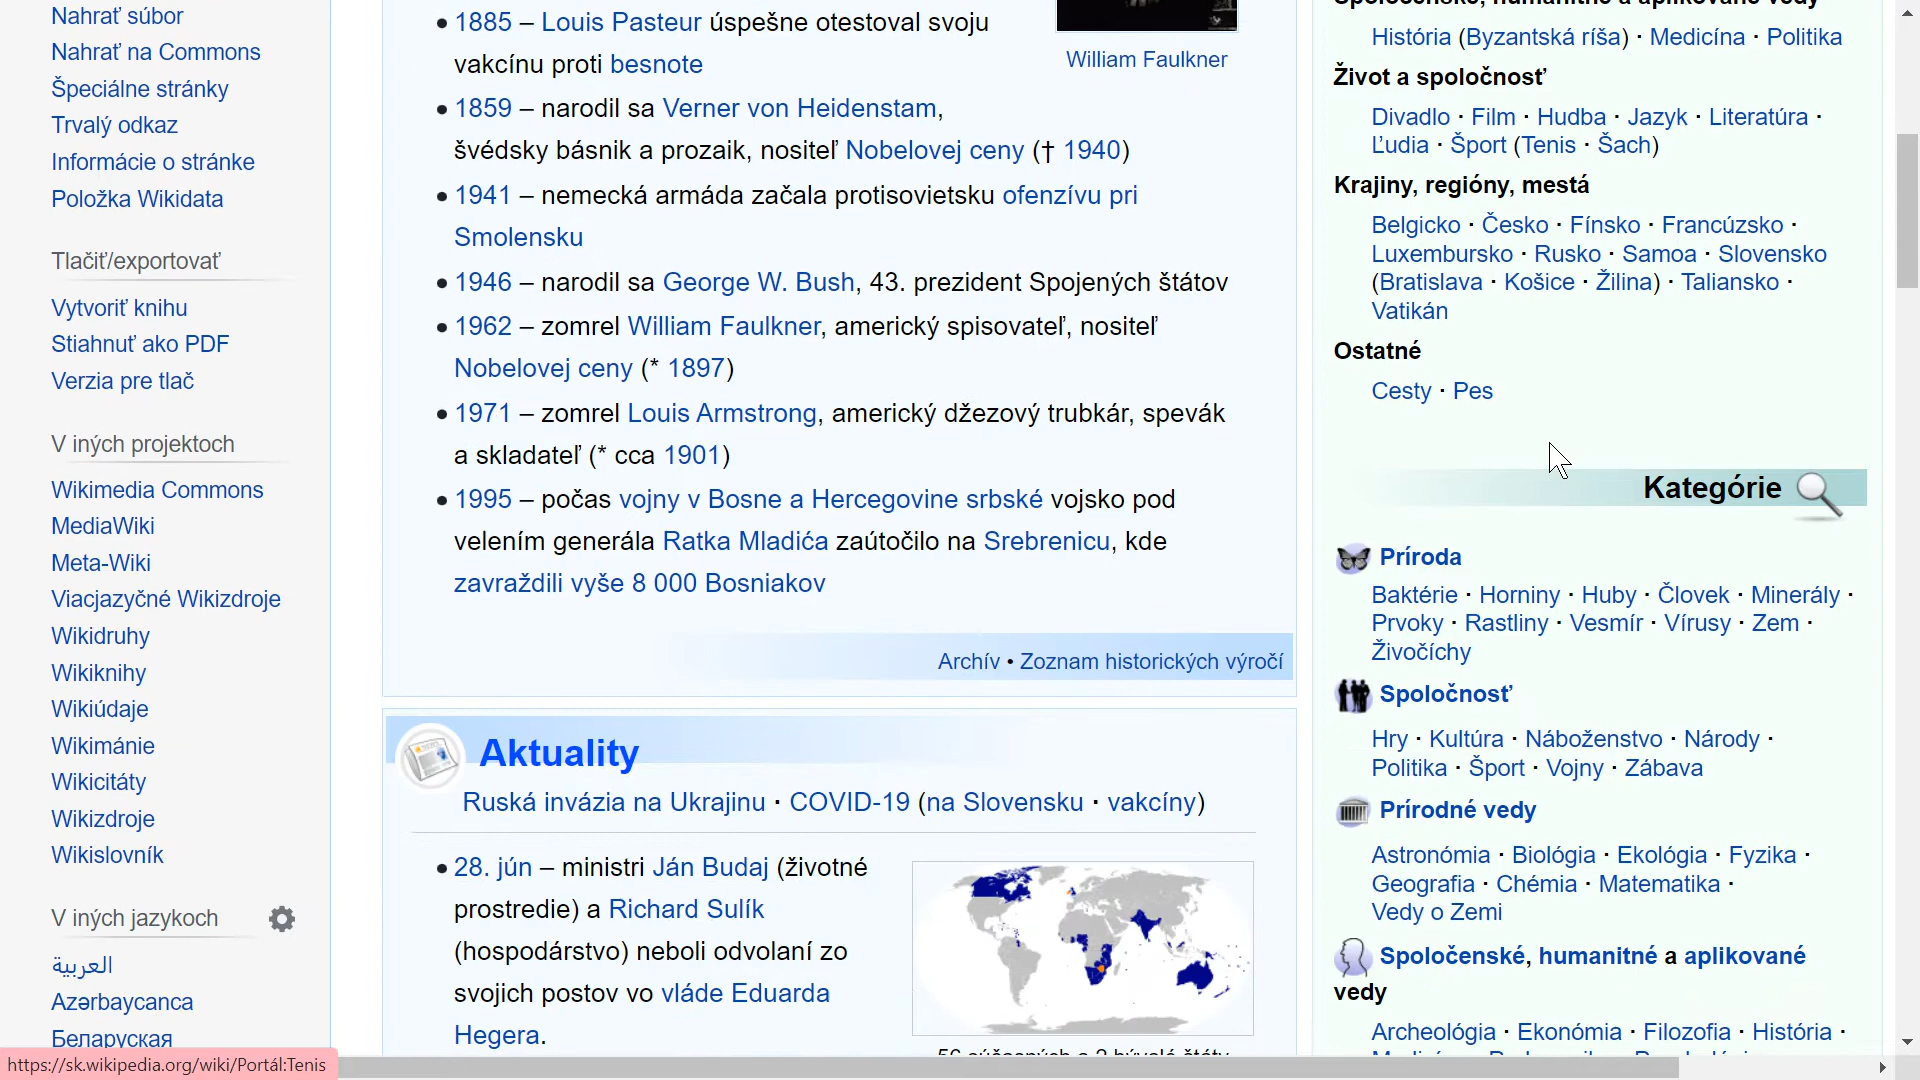 Nahrať súbor
Nahrať na Commons
Špeciálne stránky
Trvalý odkaz
Informácie o stránke
Položka Wikidata
Tlačiť/exportovať
Vytvoriť knihu
Stiahnuť ako PDF
Verzia pre tlač
V iných projektoch
Wikimedia Commons
MediaWiki
Meta-Wiki
Viacjazyčné Wikizdroje
Wikidruhy
Wikiknihy
Wikiúdaje
Wikimánie
Wikicitáty
Wikizdroje
Wikislovník
V iných jazykoch
العربية
Azərbaycanca
Беларуская
https://sk.wikipedia.org/wiki/Portál:Tenis
1885 – Louis Pasteur úspešne otestoval svoju
vakcínu proti besnote
William Faulkner
1859 – narodil sa Verner von Heidenstam,
švédsky básnik a prozaik, nositeľ Nobelovej ceny († 1940)
1941 – nemecká armáda začala protisovietsku ofenzívu pri
Smolensku
1946 – narodil sa George W. Bush, 43. prezident Spojených štátov
1962 – zomrel William Faulkner, americký spisovateľ, nositeľ
Nobelovej ceny (* 1897)
1971 – zomrel Louis Armstrong, americký džezový trubkár, spevák
a skladateľ (* cca 1901)
1995 – počas vojny v Bosne a Hercegovine srbské vojsko pod
velením generála Ratka Mladića zaútočilo na Srebrenicu, kde
zavraždili vyše 8 000 Bosniakov
Archív • Zoznam historických výročí
Aktuality
Ruská invázia na Ukrajinu · COVID-19 (na Slovensku · vakcíny)
28. jún – ministri Ján Budaj (životné
prostredie) a Richard Sulík
(hospodárstvo) neboli odvolaní zo
svojich postov vo vláde Eduarda
Hegera.
Spoločenské, humanitné a aplikované vedy
História (Byzantská ríša) · Medicína · Politika
Život a spoločnosť
Divadlo · Film · Hudba · Jazyk · Literatúra ·
Ľudia · Šport (Tenis · Šach)
Krajiny, regióny, mestá
Belgicko · Česko · Fínsko · Francúzsko ·
Luxembursko · Rusko · Samoa · Slovensko
(Bratislava · Košice · Žilina) · Taliansko ·
Vatikán
Ostatné
Cesty · Pes
Kategórie
Príroda
Baktérie · Horniny · Huby · Človek · Minerály ·
Prvoky · Rastliny · Vesmír · Vírusy · Zem ·
Živočíchy
Spoločnosť
Hry · Kultúra · Náboženstvo · Národy ·
Politika · Šport · Vojny · Zábava
Prírodné vedy
Astronómia · Biológia · Ekológia · Fyzika ·
Geografia · Chémia · Matematika ·
Vedy o Zemi
Spoločenské, humanitné a aplikované
vedy
Archeológia · Ekonómia · Filozofia · História ·